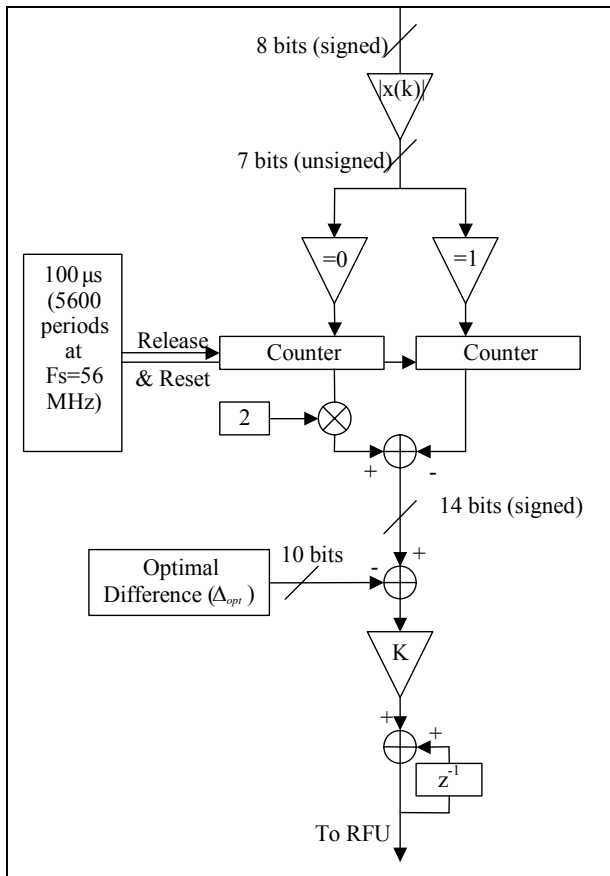 8 bits (signed)
|x(k)|
7 bits (unsigned)
=0
=1
100 μs
(5600
periods
at
Fs=56
MHz)
Release
& Reset
Counter
Counter
2
+
-
14 bits (signed)
10 bits
Optimal
Difference (Δopt)
-
+
K
+
+
z-1
To RFU